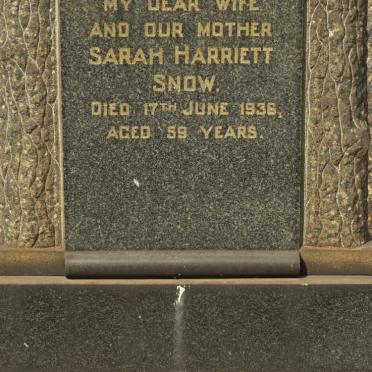 MY DEAR WIFE
AND OUR MOTHER
SARAH HARRIETT
SNOW.
DIED 17TH JUNE 1936,
AGED 59 YEARS.